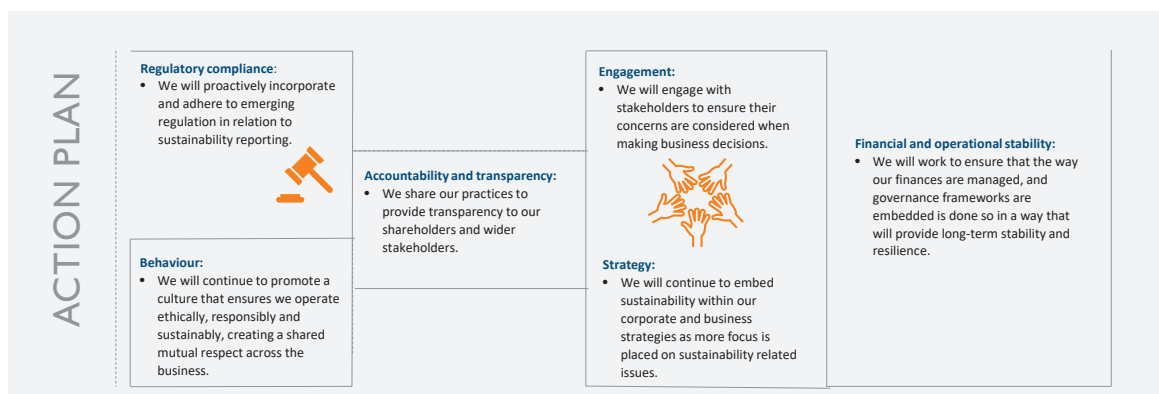 ACTION PLAN
Regulatory compliance:
• We will proactively incorporate
and adhere to emerging
regulation in relation to
sustainability reporting.
Behaviour:
• We will continue to promote a
culture that ensures we operate
ethically, responsibly and
sustainably, creating a shared
mutual respect across the
business.
Accountability and transparency:
• We share our practices to
provide transparency to our
shareholders and wider
stakeholders.
Engagement:
• We will engage with
stakeholders to ensure their
concerns are considered when
making business decisions.
Strategy:
• We will continue to embed
sustainability within our
corporate and business
strategies as more focus is
placed on sustainability related
issues.
Financial and operational stability:
• We will work to ensure that the way
our finances are managed, and
governance frameworks are
embedded is done so in a way that
will provide long-term stability and
resilience.